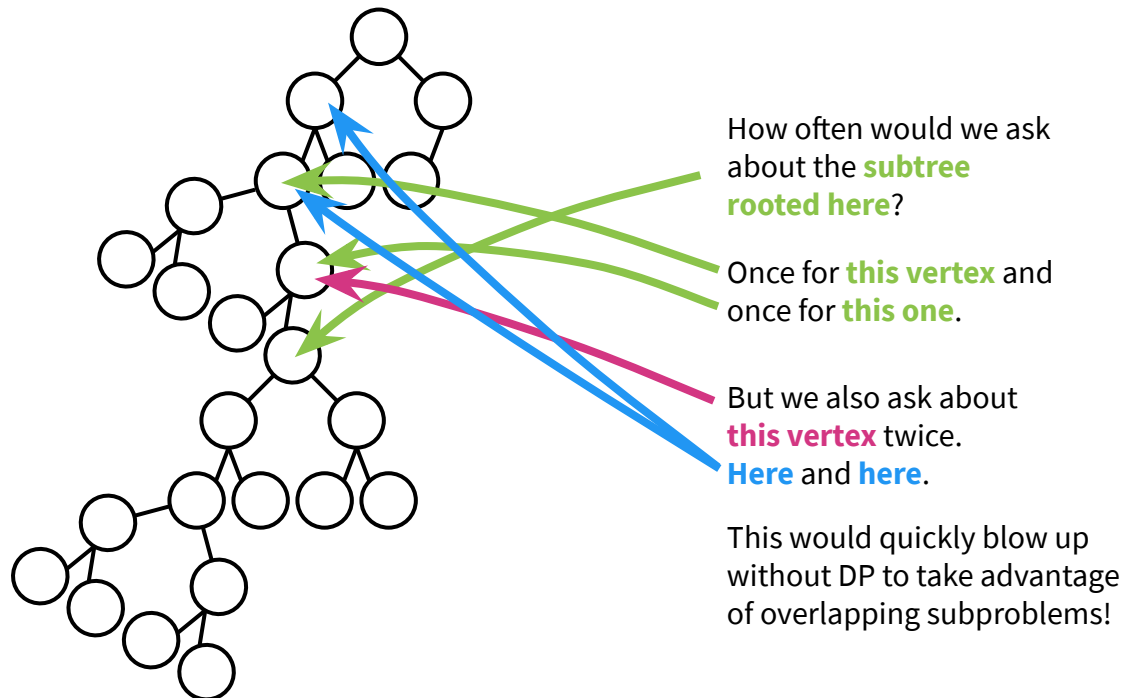 How often would we ask
about the subtree
rooted here?
Once for this vertex and
once for this one.
But we also ask about
this vertex twice.
Here and here.
This would quickly blow up
without DP to take advantage
of overlapping subproblems!